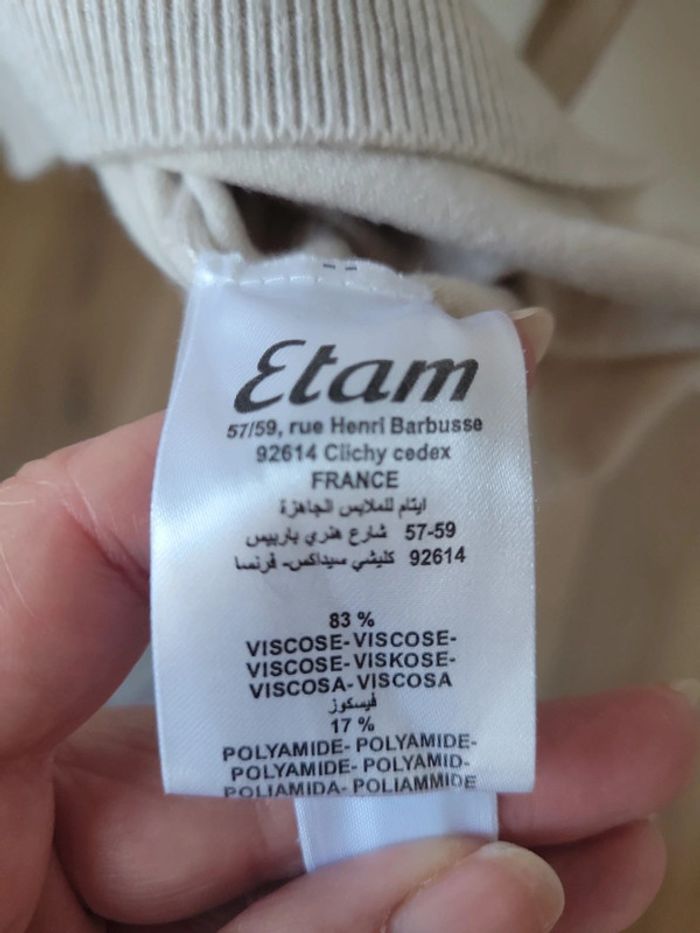 Etam
57/59, rue Henri Barbusse
92614 Clichy cedex
FRANCE
ايتام للملابس الجاهزة
57-59 شارع هنري باربيس
92614 كليشي سيداكس- فرنسا
83 %
VISCOSE-VISCOSE-
VISCOSE-VISKOSE-
VISCOSA-VISCOSA
فيسكوز
17 %
POLYAMIDE- POLYAMIDE-
POLYAMIDE- POLYAMID-
POLIAMIDA- POLIAMMIDE